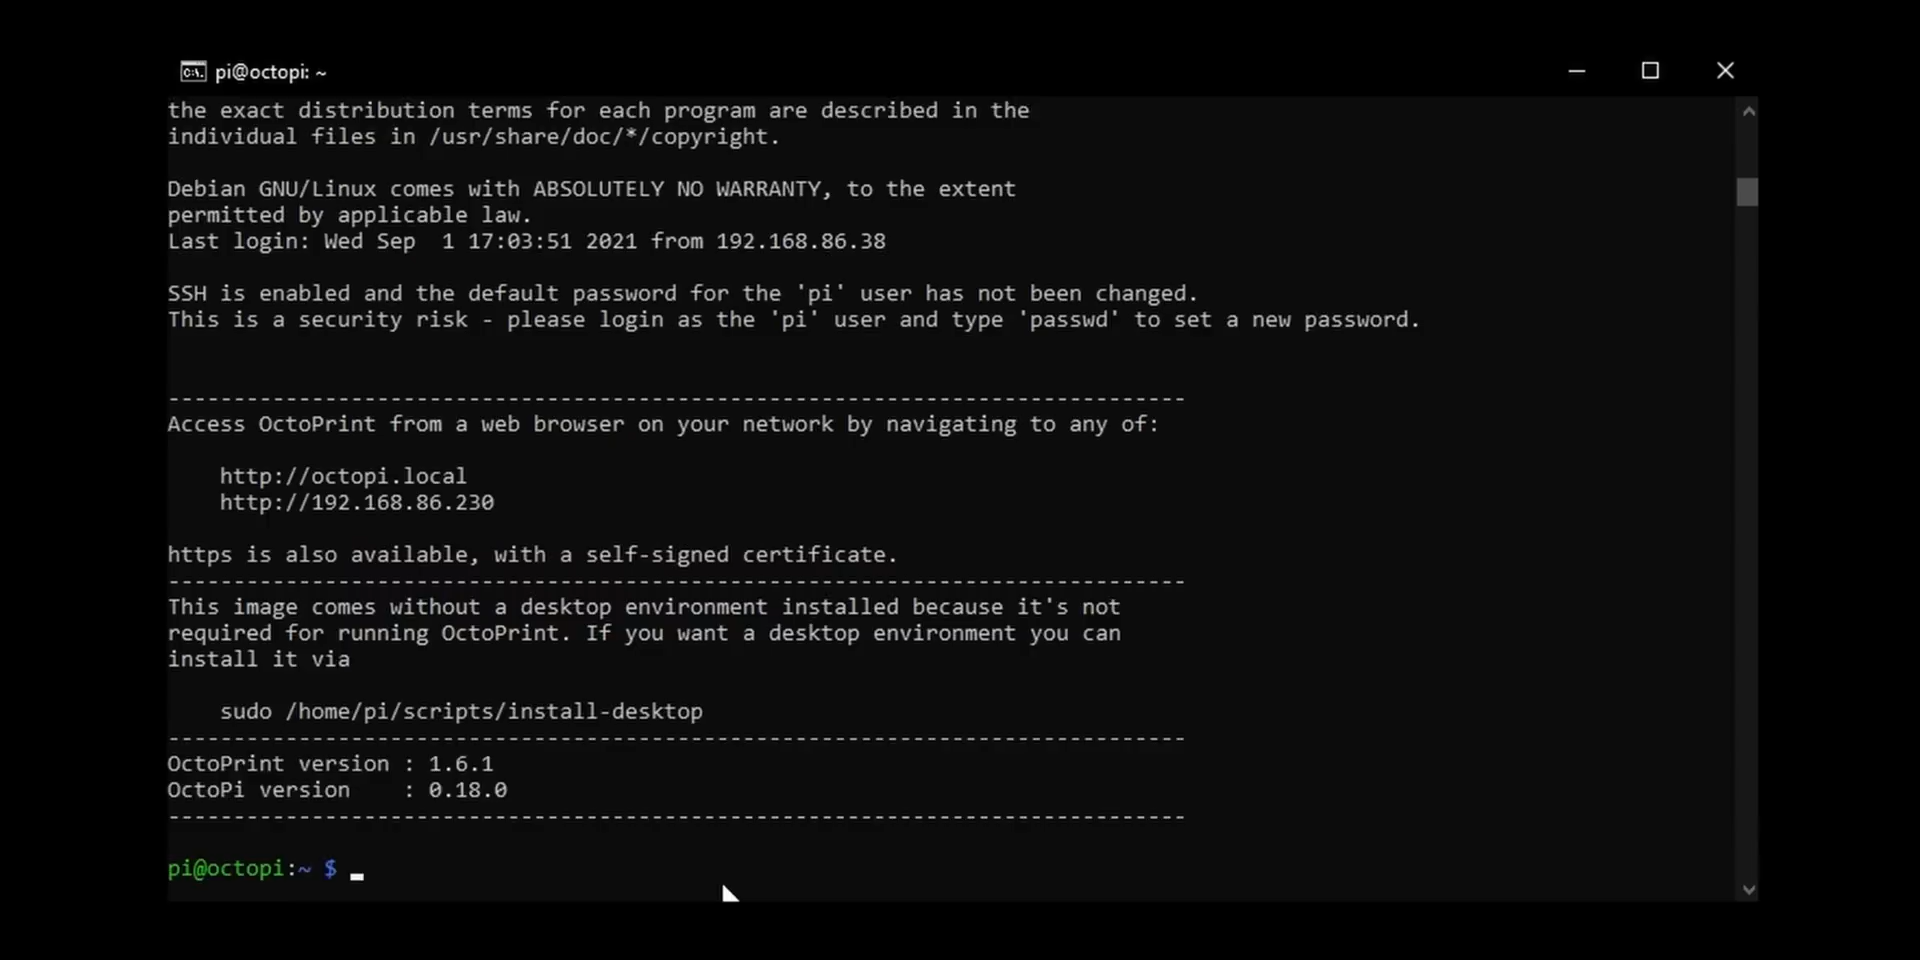 pi@octopi: ~
the exact distribution terms for each program are described in the
individual files in /usr/share/doc/*/copyright.
Debian GNU/Linux comes with ABSOLUTELY NO WARRANTY, to the extent
permitted by applicable law.
Last login: Wed Sep  1 17:03:51 2021 from 192.168.86.38
SSH is enabled and the default password for the 'pi' user has not been changed.
This is a security risk - please login as the 'pi' user and type 'passwd' to set a new password.
------------------------------------------------------------------------------
Access OctoPrint from a web browser on your network by navigating to any of:
    http://octopi.local
    http://192.168.86.230
https is also available, with a self-signed certificate.
------------------------------------------------------------------------------
This image comes without a desktop environment installed because it's not
required for running OctoPrint. If you want a desktop environment you can
install it via
    sudo /home/pi/scripts/install-desktop
------------------------------------------------------------------------------
OctoPrint version : 1.6.1
OctoPi version    : 0.18.0
------------------------------------------------------------------------------
pi@octopi:~ $